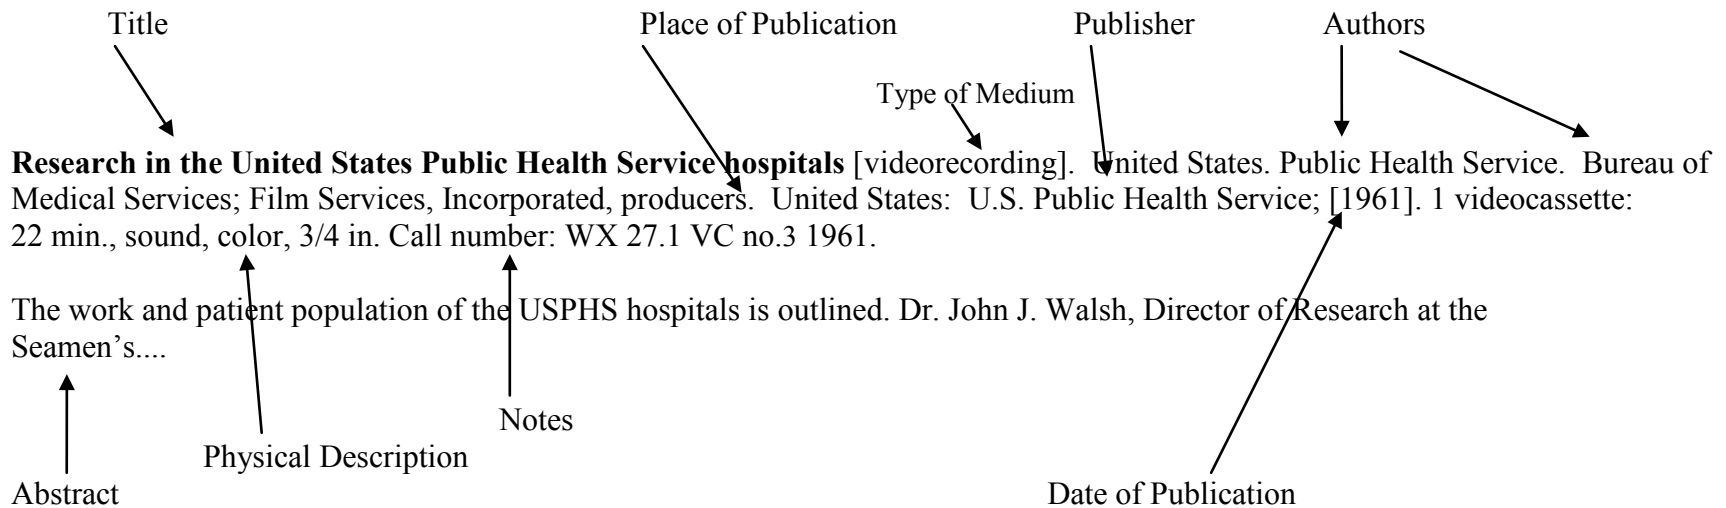 Title Place of Publication Publisher Authors
Type of Medium
Research in the United States Public Health Service hospitals [videorecording]. United States. Public Health Service. Bureau of
Medical Services; Film Services, Incorporated, producers. United States: U.S. Public Health Service; [1961]. 1 videocassette:
22 min., sound, color, 3/4 in. Call number: WX 27.1 VC no.3 1961.
The work and patient population of the USPHS hospitals is outlined. Dr. John J. Walsh, Director of Research at the
Seamen’s....
Notes
Physical Description
Abstract Date of Publication